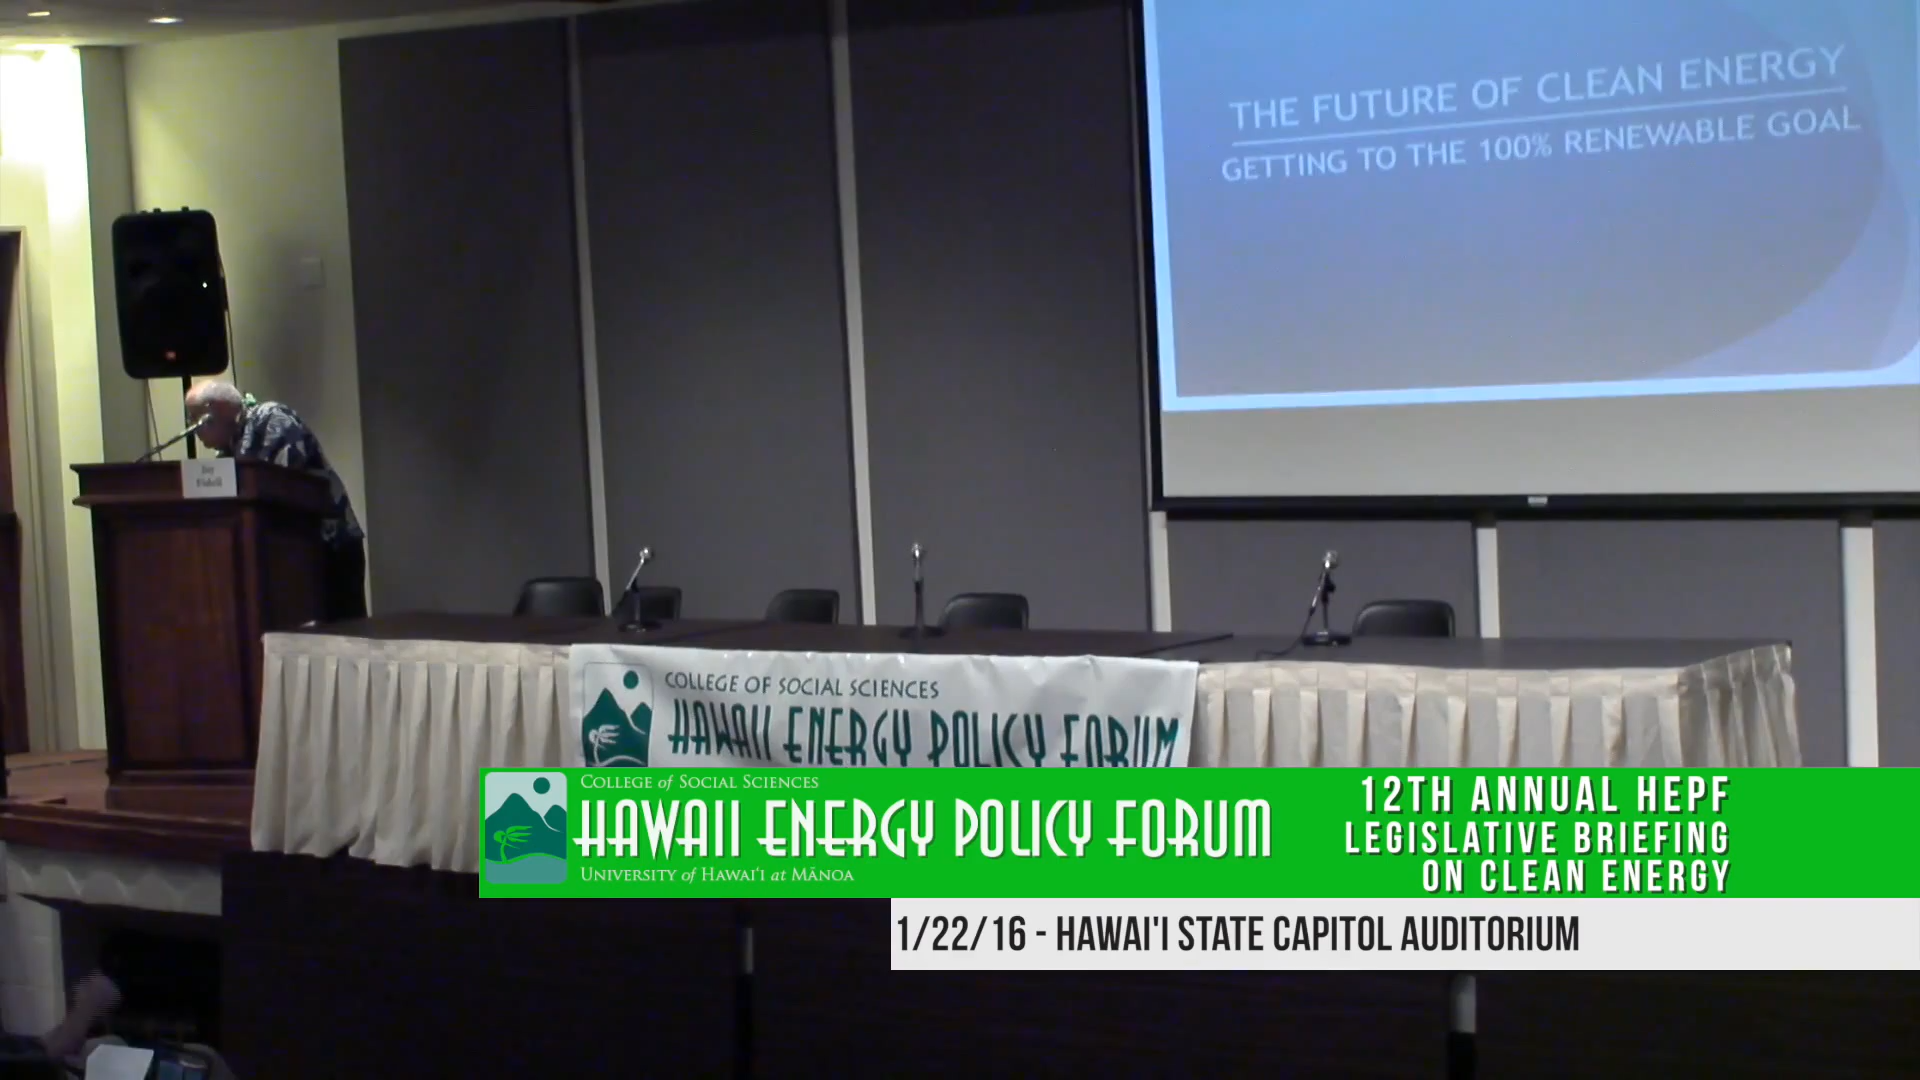 THE FUTURE OF CLEAN ENERGY
GETTING TO THE 100% RENEWABLE GOAL
COLLEGE OF SOCIAL SCIENCES
HAWAII ENERGY POLICY FORUM
College of Social Sciences
HAWAII ENERGY POLICY FORUM
University of Hawai'i at Mānoa
12TH ANNUAL HEPF
LEGISLATIVE BRIEFING
ON CLEAN ENERGY
1/22/16 - HAWAI'I STATE CAPITOL AUDITORIUM